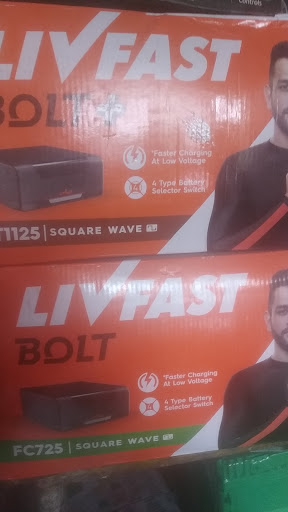 Controls
LIVFAST
BOLT+
*Faster Charging
At Low Voltage
4 Type Battery
Selector Switch
T1125 | SQUARE WAVE
LIVFAST
BOLT
*Faster Charging
At Low Voltage
4 Type Battery
Selector Switch
FC725 | SQUARE WAVE